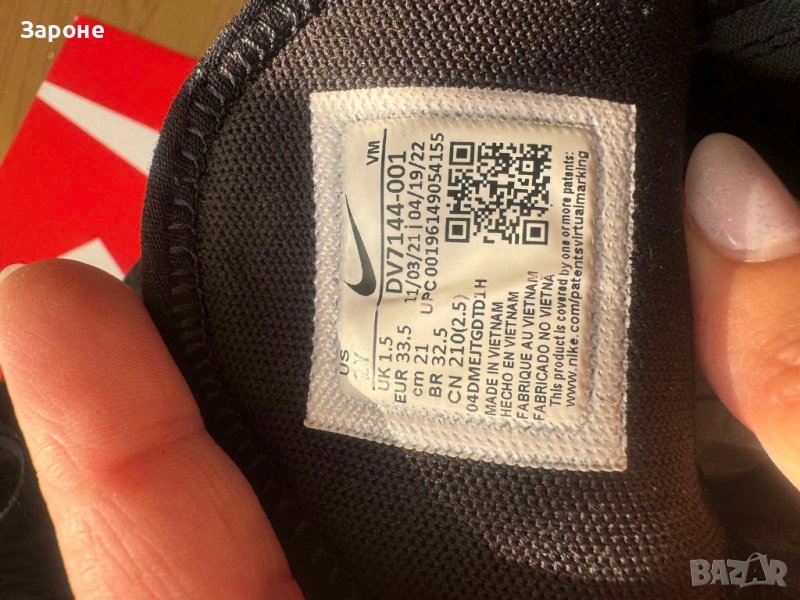 Зароне
US 2Y
UK 1.5
EUR 33.5
cm 21
BR 32.5
CN 210(2.5)
04DMEJTGDTD1H
MADE IN VIETNAM
HECHO EN VIETNAM
FABRIQUE AU VIETNAM
FABRICADO NO VIETNÃ
This product is covered by one or more patents:
www.nike.com/patentsvirtualmarking
VM
DV7144-001
11/03/21 | 04/19/22
UPC 00196149054155
BAZAR